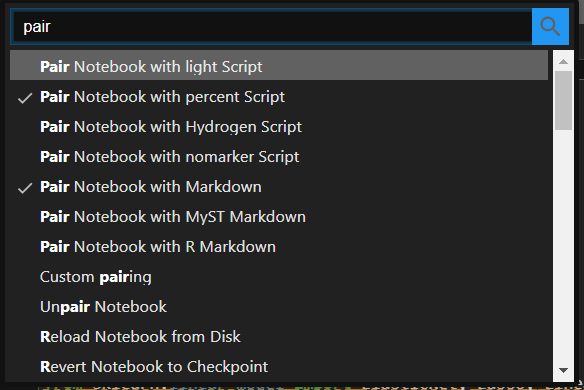 pair
Pair Notebook with light Script
Pair Notebook with percent Script
Pair Notebook with Hydrogen Script
Pair Notebook with nomarker Script
Pair Notebook with Markdown
Pair Notebook with MyST Markdown
Pair Notebook with R Markdown
Custom pairing
Unpair Notebook
Reload Notebook from Disk
Revert Notebook to Checkpoint